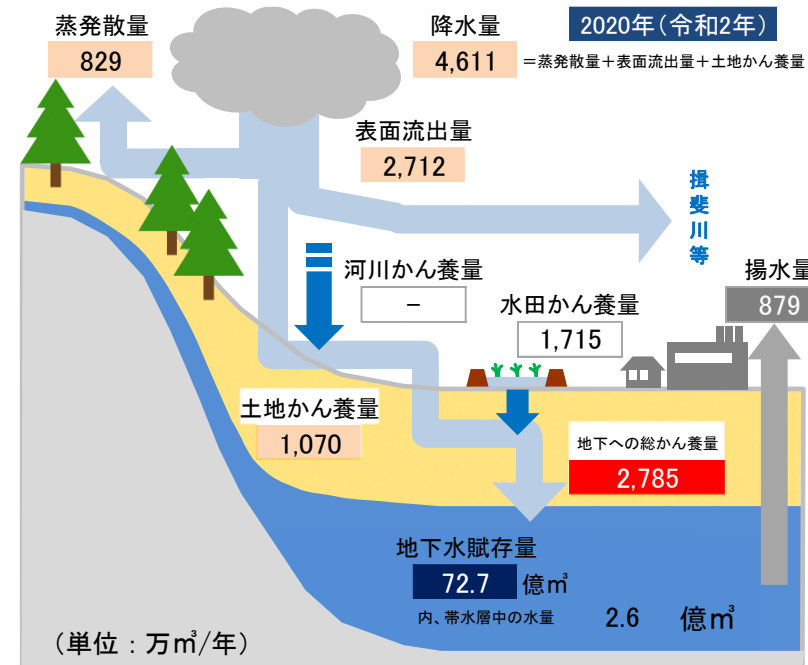 2020年(令和2年)
蒸発散量
829
降水量
4,611
=蒸発散量+表面流出量+土地かん養量
表面流出量
2,712
揖斐川等
河川かん養量
-
水田かん養量
1,715
揚水量
879
土地かん養量
1,070
地下への総かん養量
2,785
地下水賦存量
72.7 億㎥
内、帯水層中の水量 2.6 億㎥
(単位:万㎥/年)